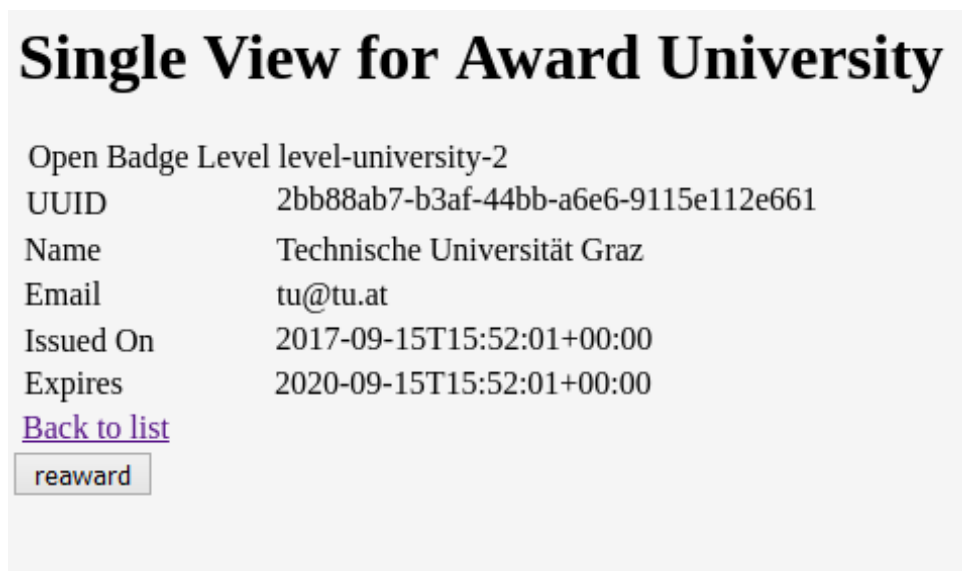 Single View for Award University
Open Badge Level level-university-2
UUID 2bb88ab7-b3af-44bb-a6e6-9115e112e661
Name Technische Universität Graz
Email tu@tu.at
Issued On 2017-09-15T15:52:01+00:00
Expires 2020-09-15T15:52:01+00:00
Back to list
reaward